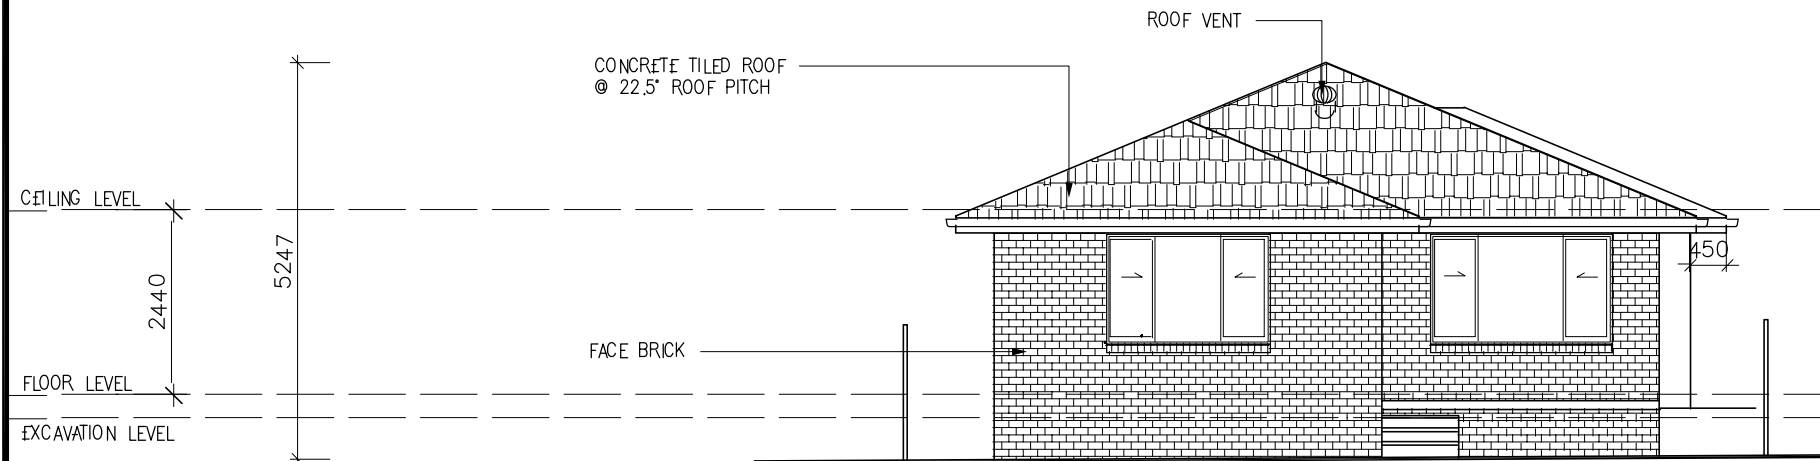 ROOF VENT
CONCRETE TILED ROOF
@ 22.5° ROOF PITCH
CEILING LEVEL
5247
2440
450
FACE BRICK
FLOOR LEVEL
EXCAVATION LEVEL